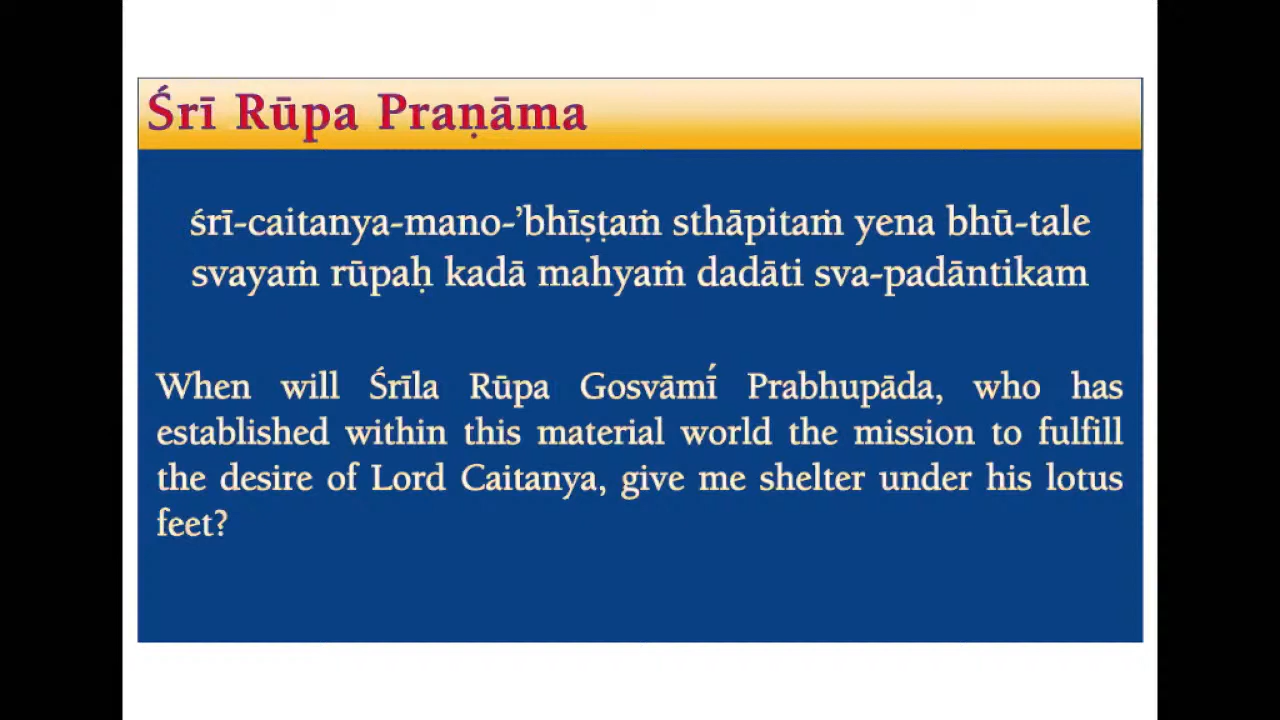 Śrī Rūpa Praṇāma
śrī-caitanya-mano-’bhīṣṭaṁ sthāpitaṁ yena bhū-tale
svayaṁ rūpaḥ kadā mahyaṁ dadāti sva-padāntikam
When will Śrīla Rūpa Gosvāmī́ Prabhupāda, who has
established within this material world the mission to fulfill
the desire of Lord Caitanya, give me shelter under his lotus
feet?